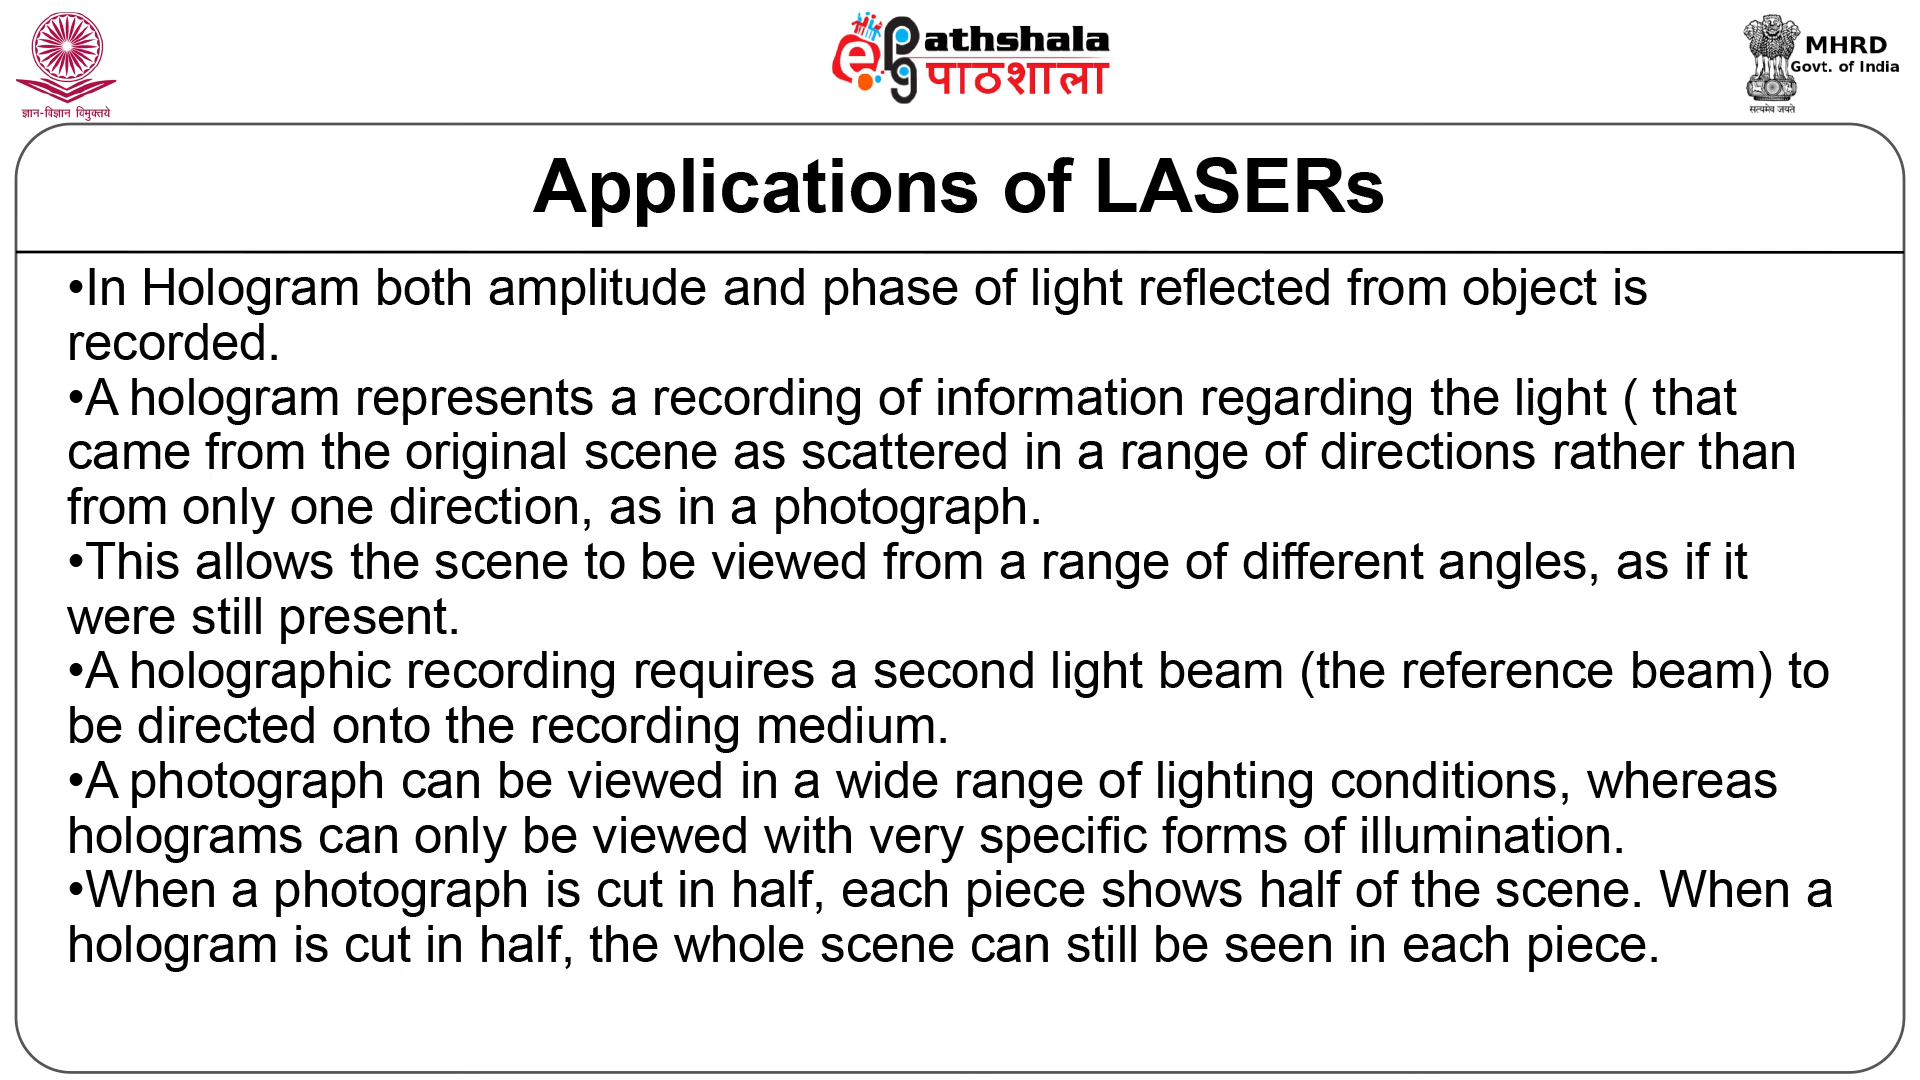 ज्ञान-विज्ञान विमुक्तये
e PG Pathshala
पाठशाला
MHRD
Govt. of India
सत्यमेव जयते
Applications of LASERs
•In Hologram both amplitude and phase of light reflected from object is
recorded.
•A hologram represents a recording of information regarding the light ( that
came from the original scene as scattered in a range of directions rather than
from only one direction, as in a photograph.
•This allows the scene to be viewed from a range of different angles, as if it
were still present.
•A holographic recording requires a second light beam (the reference beam) to
be directed onto the recording medium.
•A photograph can be viewed in a wide range of lighting conditions, whereas
holograms can only be viewed with very specific forms of illumination.
•When a photograph is cut in half, each piece shows half of the scene. When a
hologram is cut in half, the whole scene can still be seen in each piece.